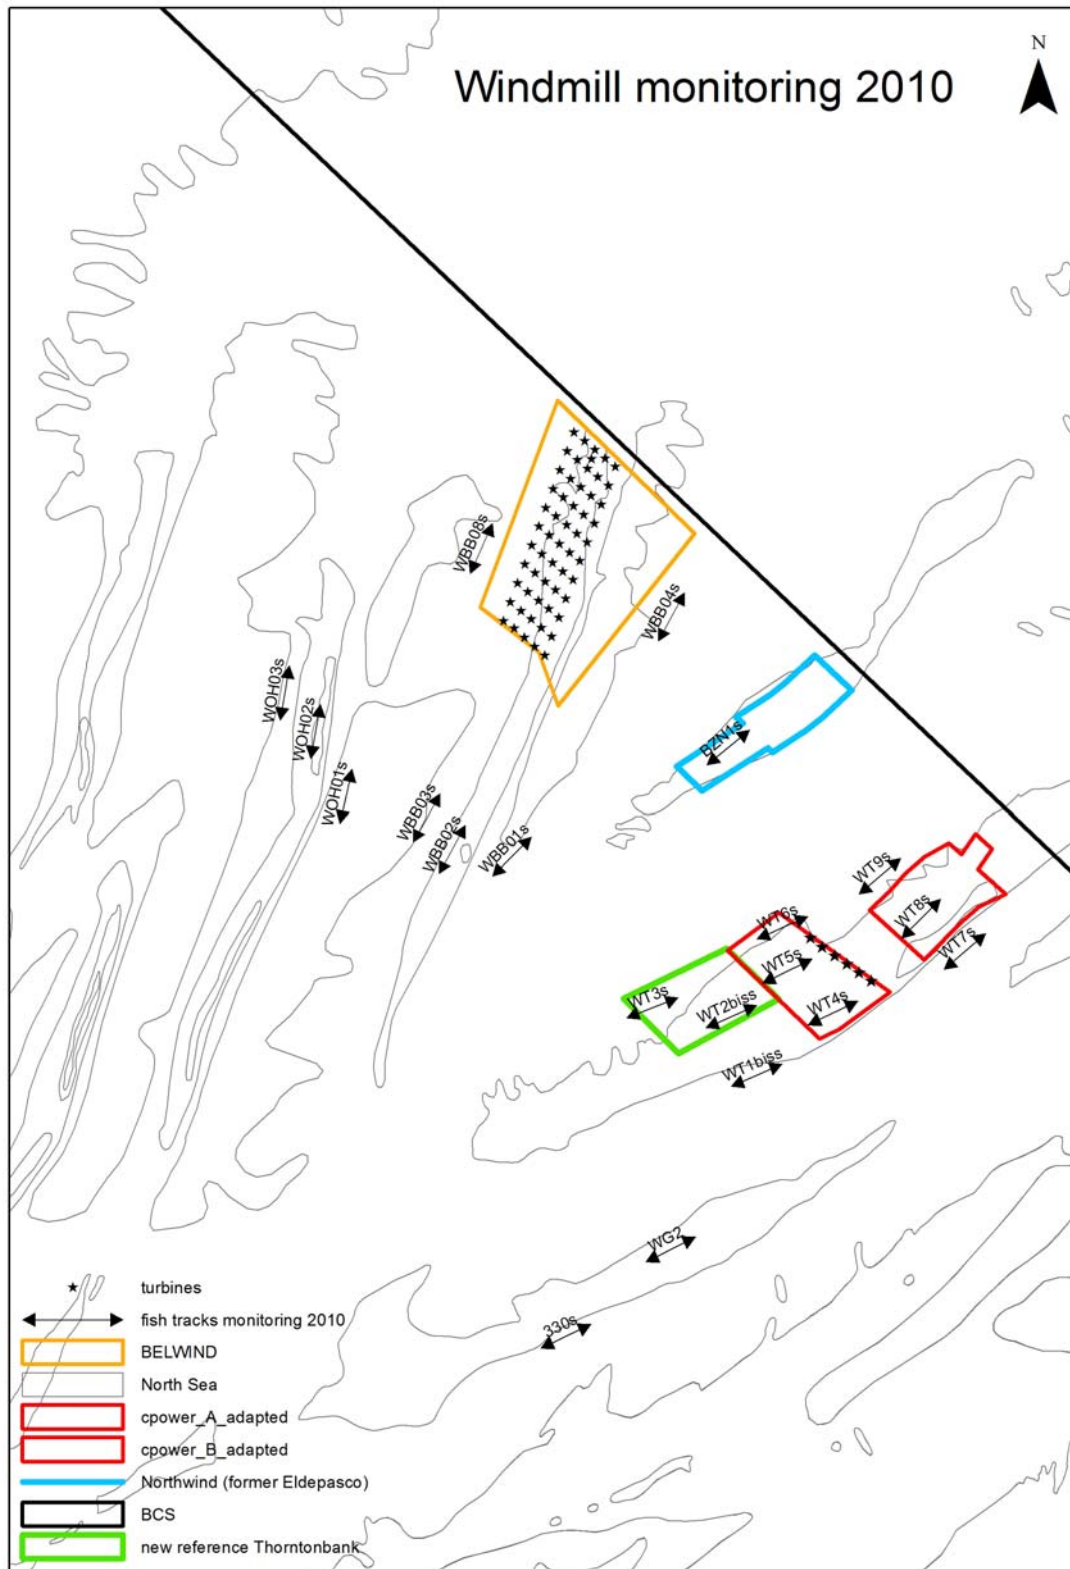 N
Windmill monitoring 2010
WBB08s
WBB04s
WOH03s
WOH02s
BZN1s
WOH01s
WBB03s
WBB02s
WBB01s
WT9s
WT8s
WT6s
WT7s
WT5s
WT3s
WT2biss
WT4s
WT1biss
WG2
330s
turbines
fish tracks monitoring 2010
BELWIND
North Sea
cpower_A_adapted
cpower_B_adapted
Northwind (former Eldepasco)
BCS
new reference Thorntonbank